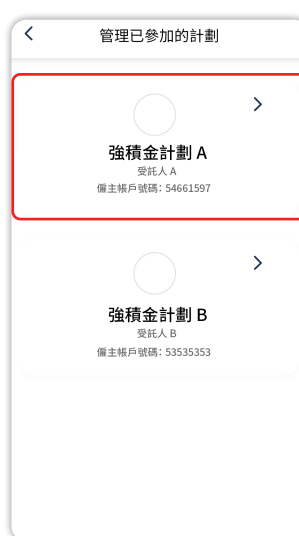 管理已參加的計劃
強積金計劃 A
受託人 A
僱主帳戶號碼: 54661597
強積金計劃 B
受託人 B
僱主帳戶號碼: 53535353